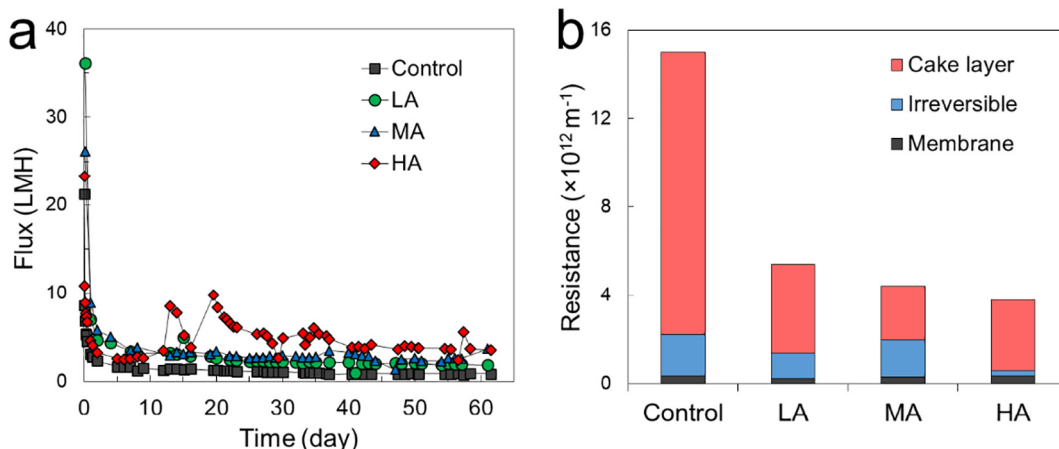 a
Flux (LMH)
40
30
20
10
0
Control
LA
MA
HA
0 10 20 30 40 50 60
Time (day)
b
Resistance (×10¹² m⁻¹)
16
12
8
4
0
Cake layer
Irreversible
Membrane
Control LA MA HA